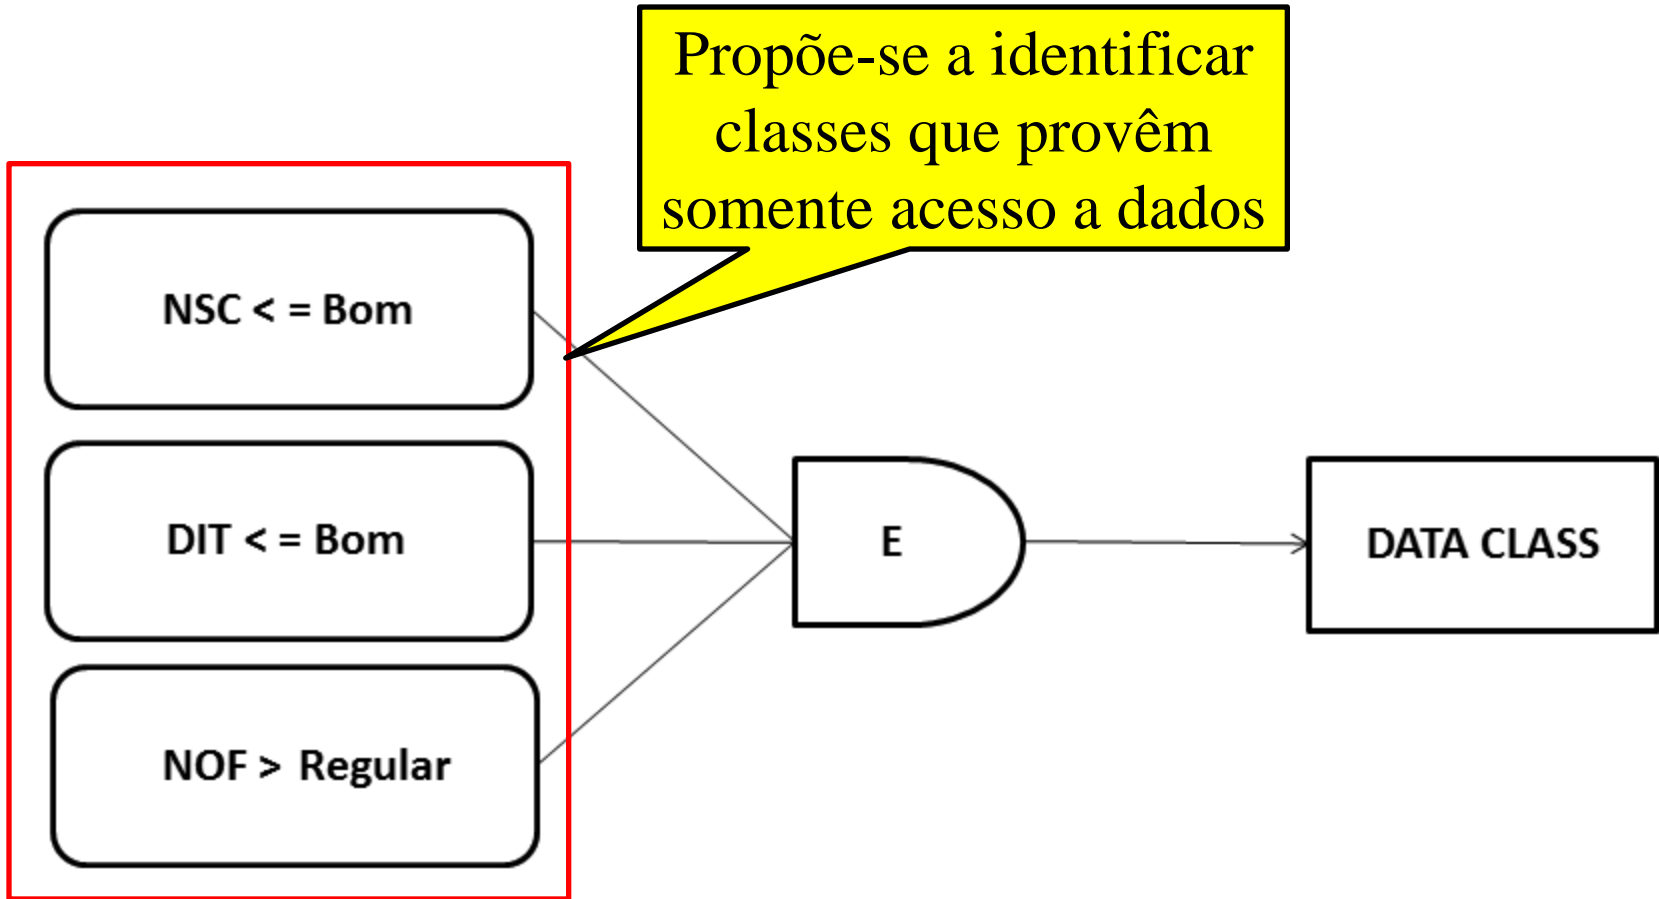 Propõe-se a identificar
classes que provêm
somente acesso a dados
NSC < = Bom
DIT < = Bom
NOF > Regular
E
DATA CLASS